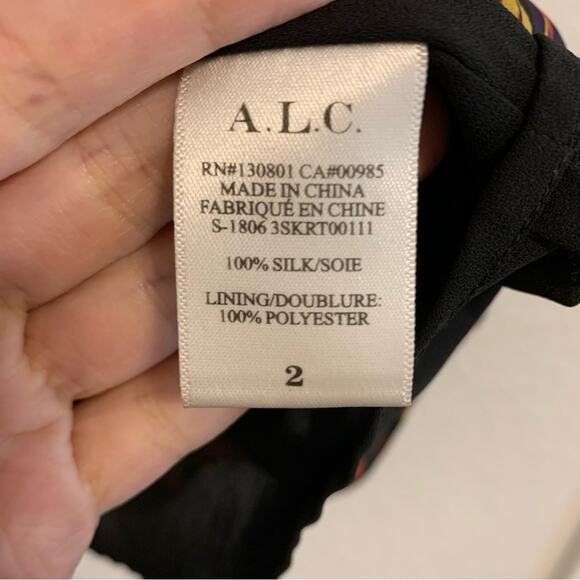 A.L.C.
RN#130801 CA#00985
MADE IN CHINA
FABRIQUÉ EN CHINE
S-1806 3SKRT00111
100% SILK/SOIE
LINING/DOUBLURE:
100% POLYESTER
2